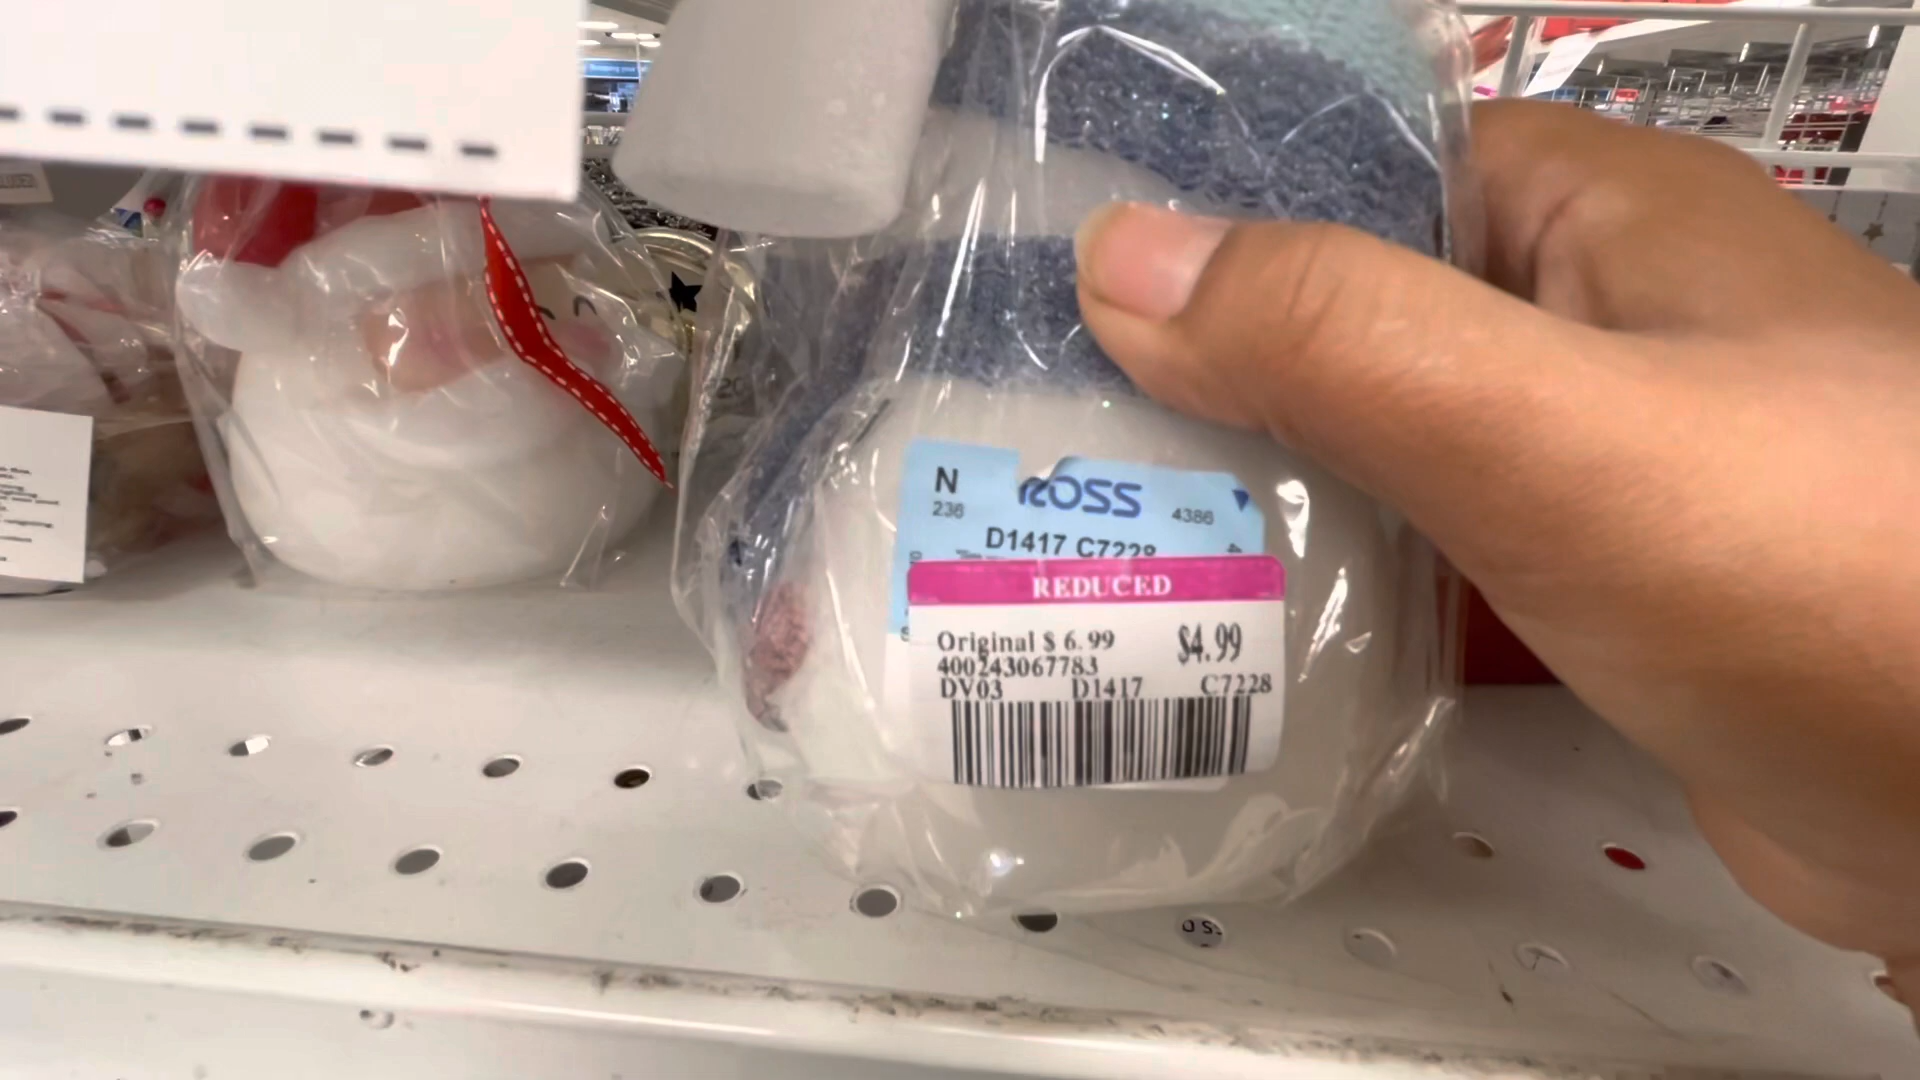 N
ROSS
236
4386
D1417 C7228
REDUCED
Original $ 6.99
$4.99
400243067783
DV03 D1417 C7228